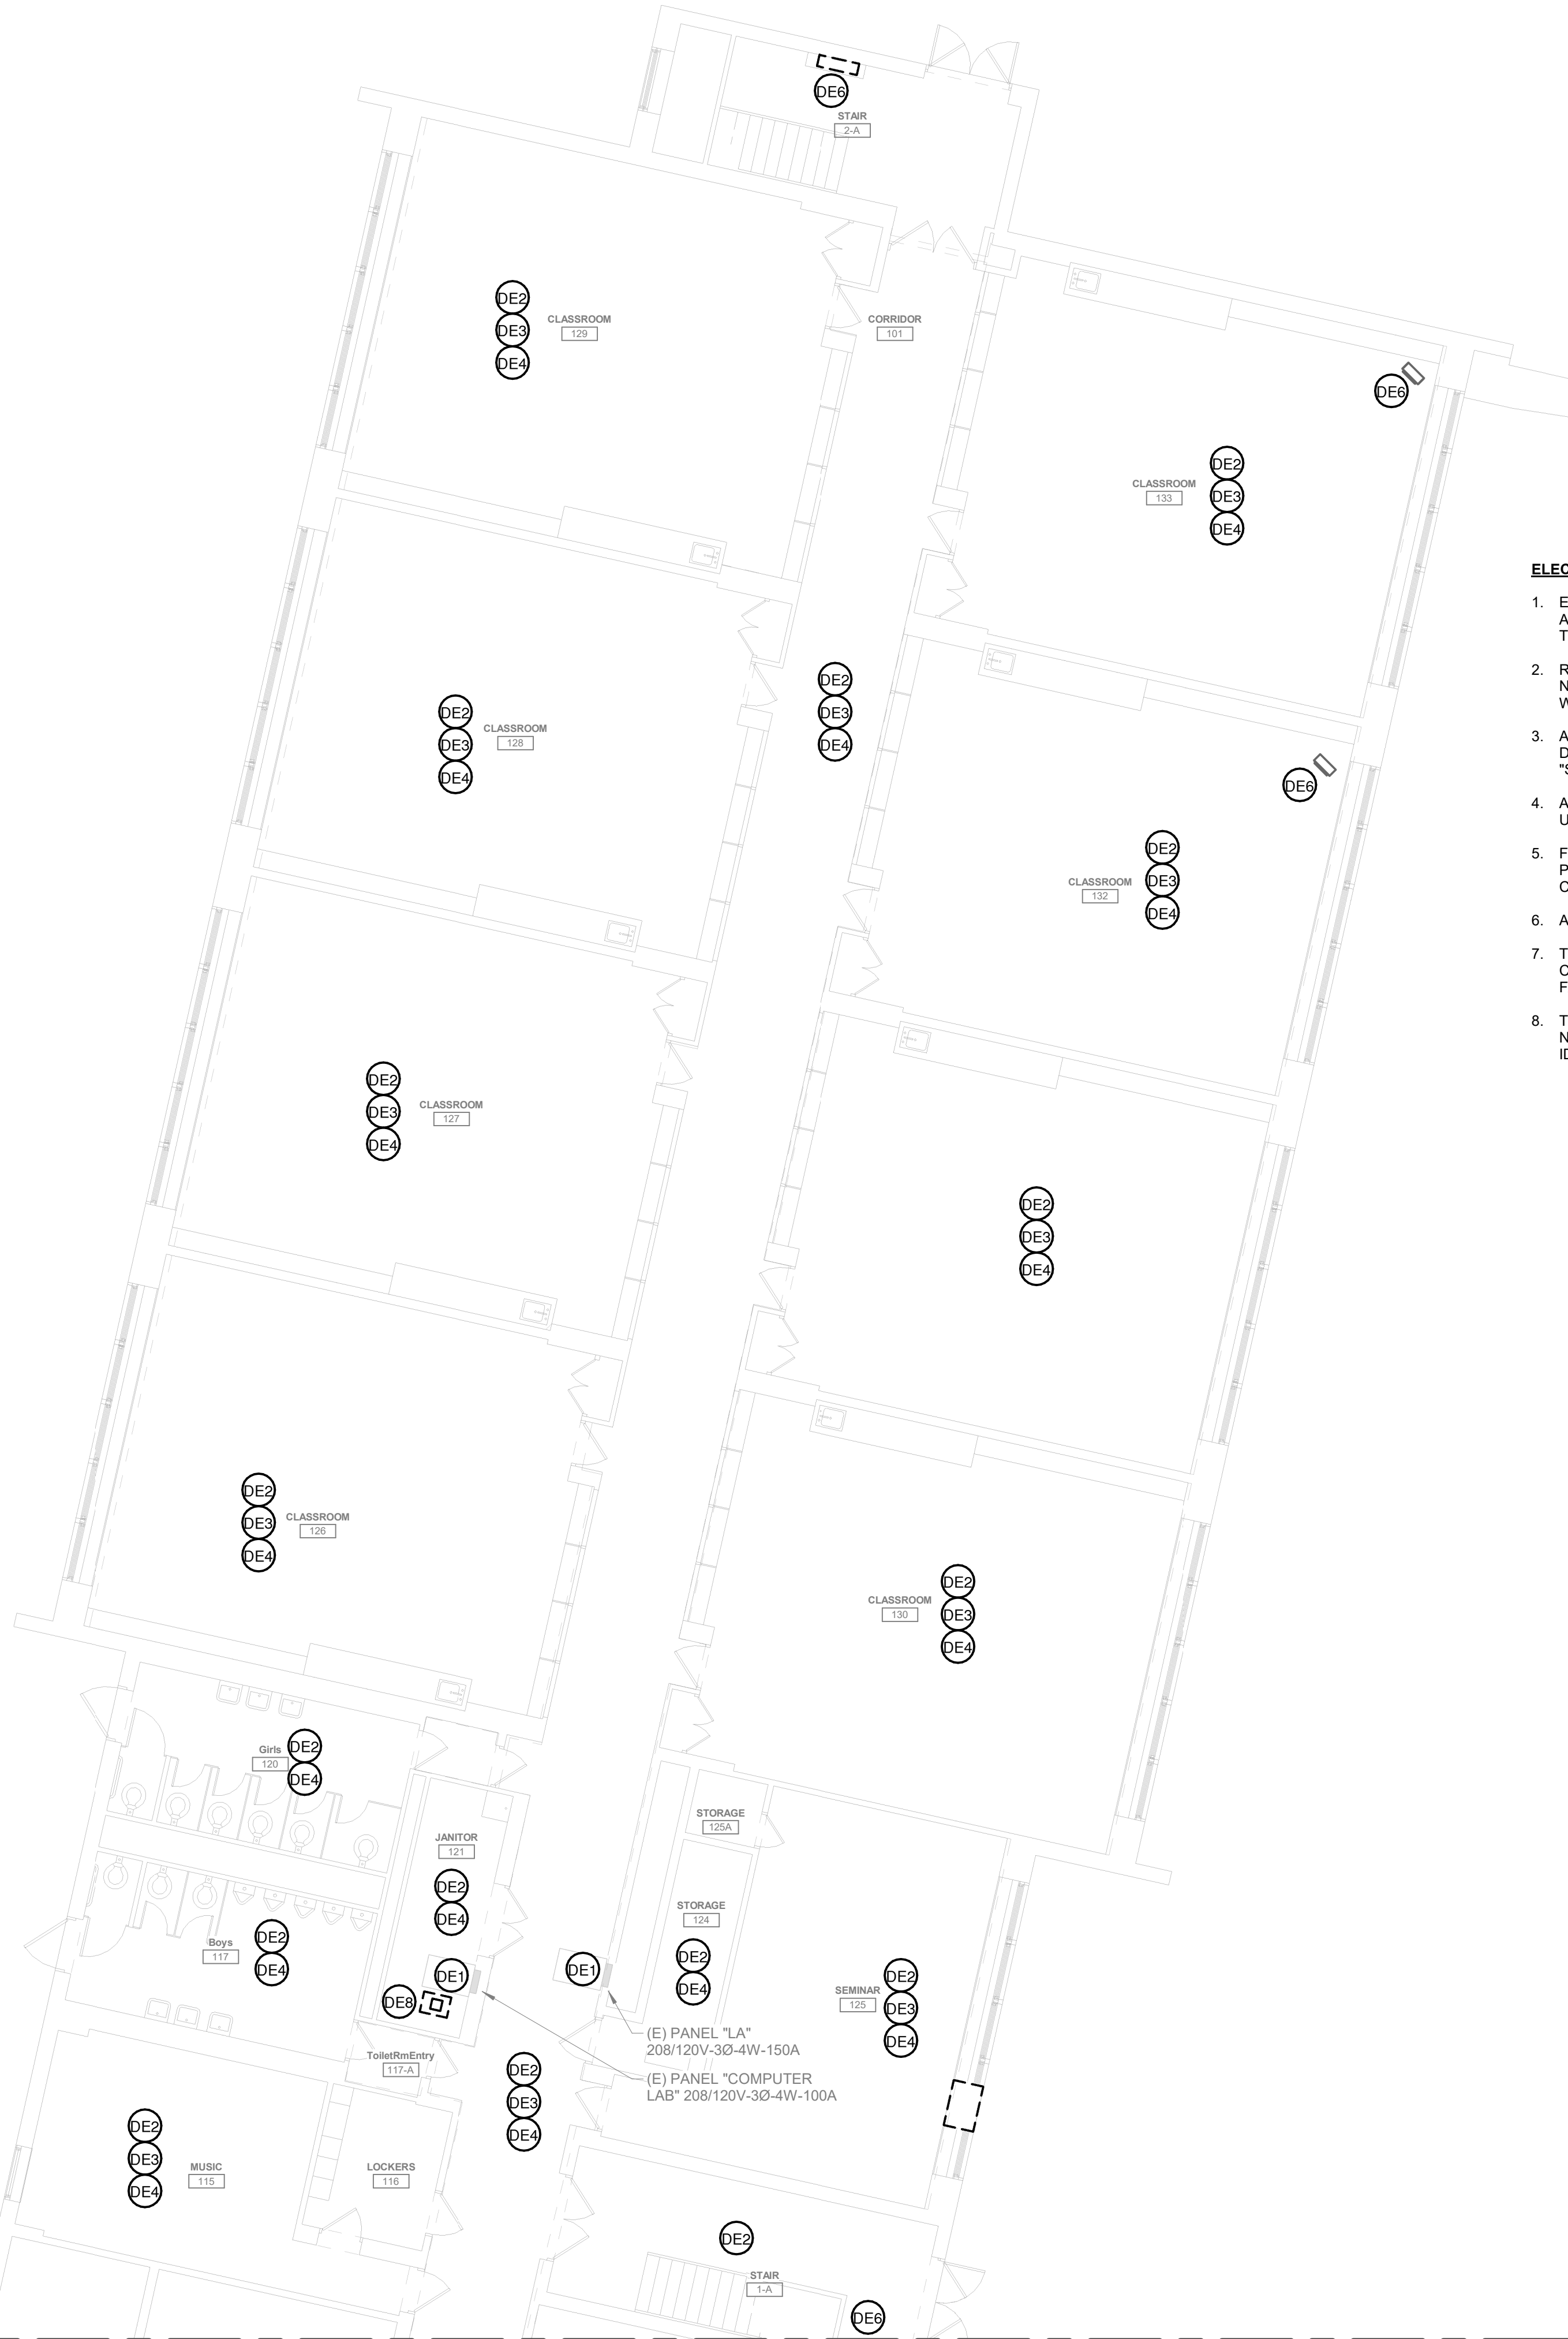 DE6
STAIR
2-A
DE2
DE3
DE4
CLASSROOM
129
CORRIDOR
101
DE6
CLASSROOM
133
DE2
DE3
DE4
ELEC
1. E
A
T
2. R
N
W
3. A
D
"S
4. A
U
5. F
P
C
6. A
7. T
C
F
8. T
N
ID
DE2
DE3
DE4
CLASSROOM
128
DE2
DE3
DE4
DE6
CLASSROOM
132
DE2
DE3
DE4
DE2
DE3
DE4
CLASSROOM
127
DE2
DE3
DE4
DE2
DE3
DE4
CLASSROOM
126
CLASSROOM
130
DE2
DE3
DE4
Girls
120
DE2
DE4
STORAGE
125A
JANITOR
121
DE2
DE4
STORAGE
124
DE2
DE4
Boys
117
DE2
DE4
DE1
DE8
DE1
SEMINAR
125
DE2
DE3
DE4
(E) PANEL "LA"
208/120V-3Ø-4W-150A
(E) PANEL "COMPUTER
LAB" 208/120V-3Ø-4W-100A
ToiletRmEntry
117-A
DE2
DE3
DE4
DE2
DE3
DE4
MUSIC
115
LOCKERS
116
DE2
STAIR
1-A
DE6